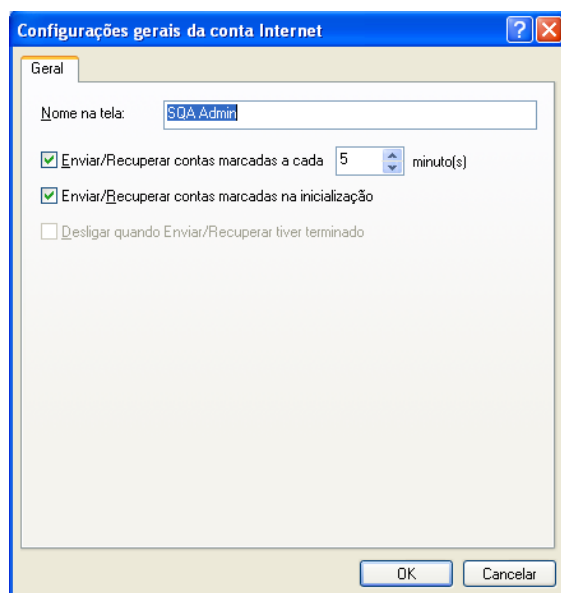 Configurações gerais da conta Internet
Geral
Nome na tela: SQA Admin
Enviar/Recuperar contas marcadas a cada 5 minuto(s)
Enviar/Recuperar contas marcadas na inicialização
Desligar quando Enviar/Recuperar tiver terminado
OK Cancelar